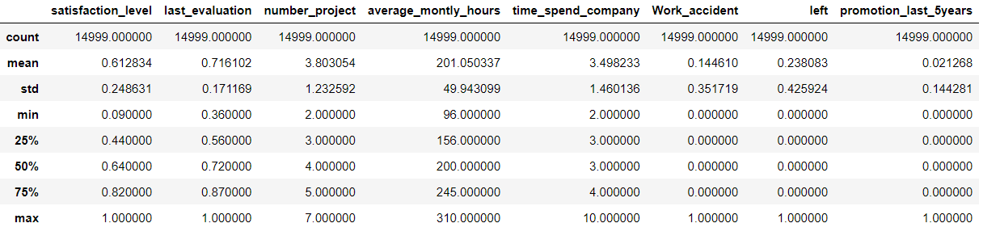 satisfaction_level last_evaluation number_project average_montly_hours time_spend_company Work_accident left promotion_last_5years
count 14999.000000 14999.000000 14999.000000 14999.000000 14999.000000 14999.000000 14999.000000 14999.000000
mean 0.612834 0.716102 3.803054 201.050337 3.498233 0.144610 0.238083 0.021268
std 0.248631 0.171169 1.232592 49.943099 1.460136 0.351719 0.425924 0.144281
min 0.090000 0.360000 2.000000 96.000000 2.000000 0.000000 0.000000 0.000000
25% 0.440000 0.560000 3.000000 156.000000 3.000000 0.000000 0.000000 0.000000
50% 0.640000 0.720000 4.000000 200.000000 3.000000 0.000000 0.000000 0.000000
75% 0.820000 0.870000 5.000000 245.000000 4.000000 0.000000 0.000000 0.000000
max 1.000000 1.000000 7.000000 310.000000 10.000000 1.000000 1.000000 1.000000